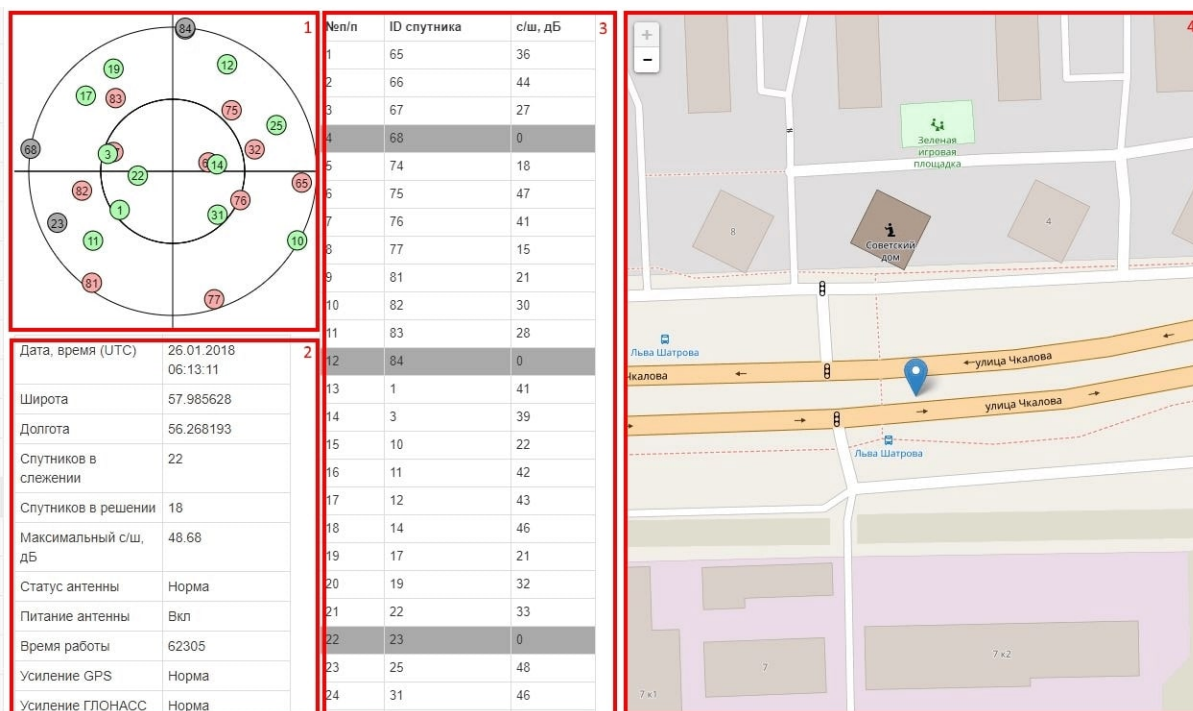 1
84
19
12
17
83
75
25
68
3
32
6
14
22
65
82
76
1
31
23
11
10
81
77
2
Дата, время (UTC) 26.01.2018
06:13:11
Широта 57.985628
Долгота 56.268193
Спутников в 22
слежении
Спутников в решении 18
Максимальный с/ш, 48.68
дБ
Статус антенны Норма
Питание антенны Вкл
Время работы 62305
Усиление GPS Норма
Усиление ГЛОНАСС Норма
3
№п/п ID спутника с/ш, дБ
1 65 36
2 66 44
3 67 27
4 68 0
5 74 18
6 75 47
7 76 41
8 77 15
9 81 21
10 82 30
11 83 28
12 84 0
13 1 41
14 3 39
15 10 22
16 11 42
17 12 43
18 14 46
19 17 21
20 19 32
21 22 33
22 23 0
23 25 48
24 31 46
4
+
−
Зеленая
игровая
площадка
8
Советский
дом
4
Льва Шатрова
улица Чкалова
Чкалова
улица Чкалова
Льва Шатрова
7 к1
7
7 к2